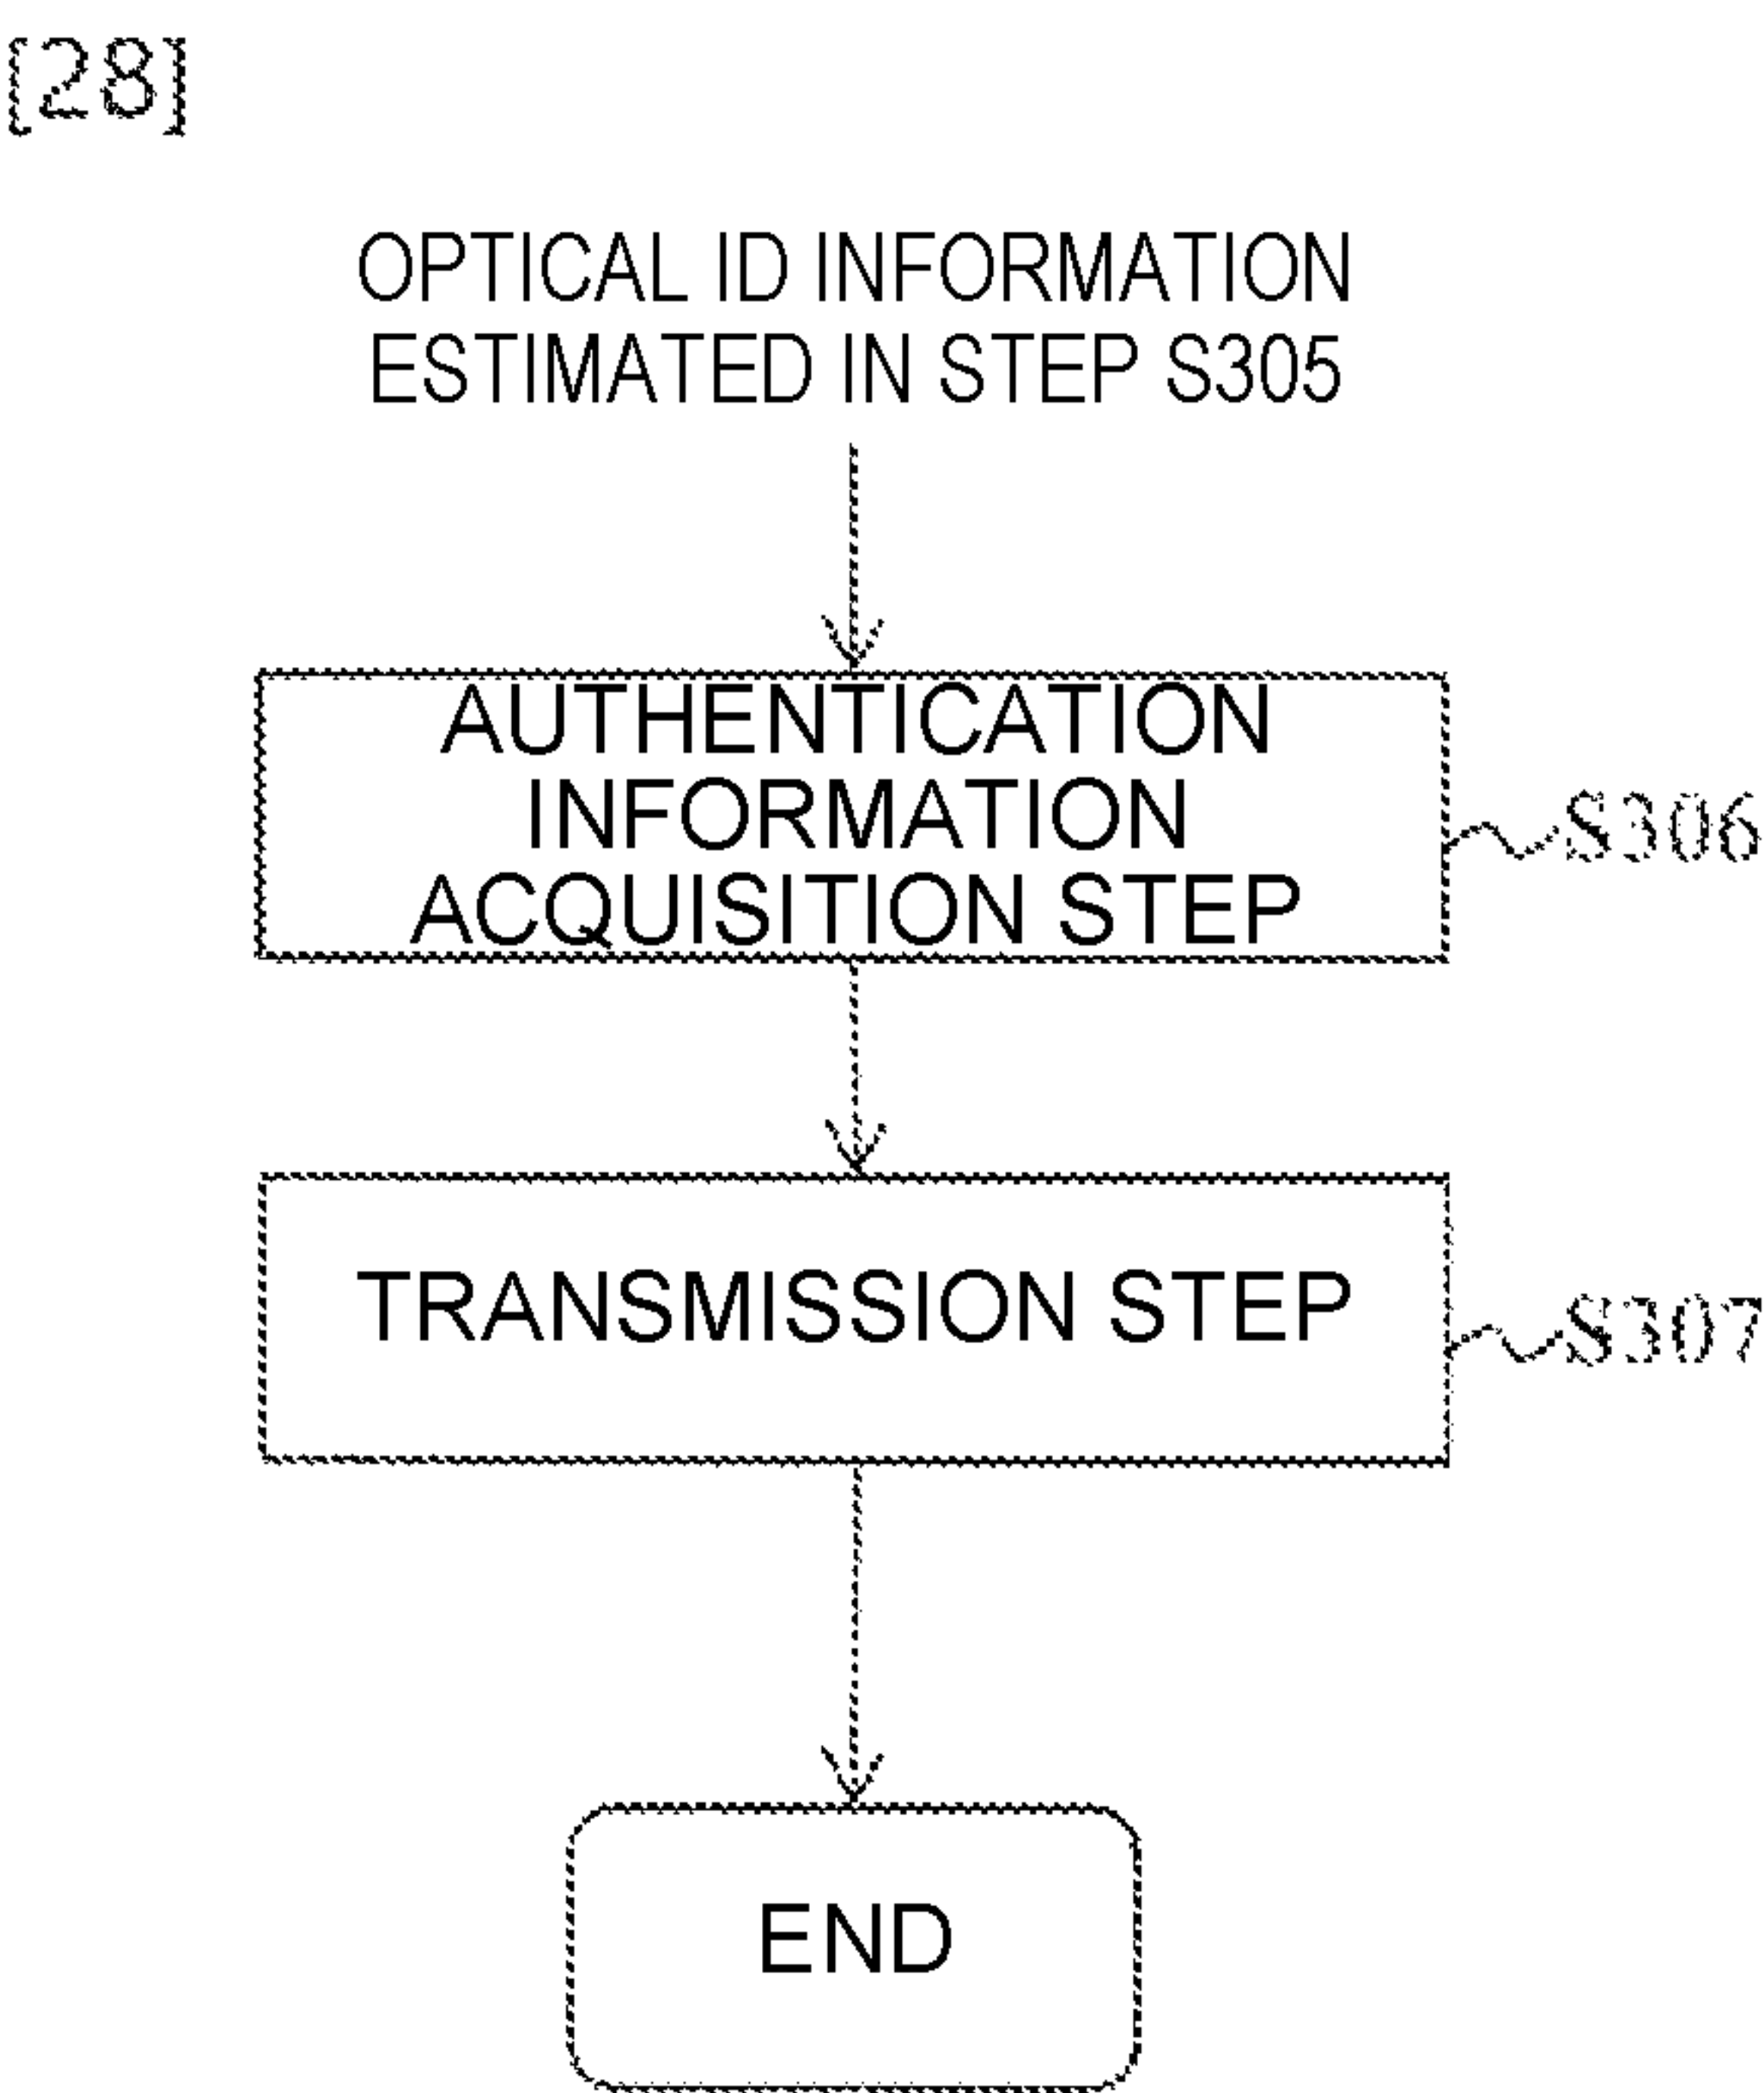 [28]
OPTICAL ID INFORMATION
ESTIMATED IN STEP S305
AUTHENTICATION
INFORMATION
ACQUISITION STEP
S306
TRANSMISSION STEP
S307
END